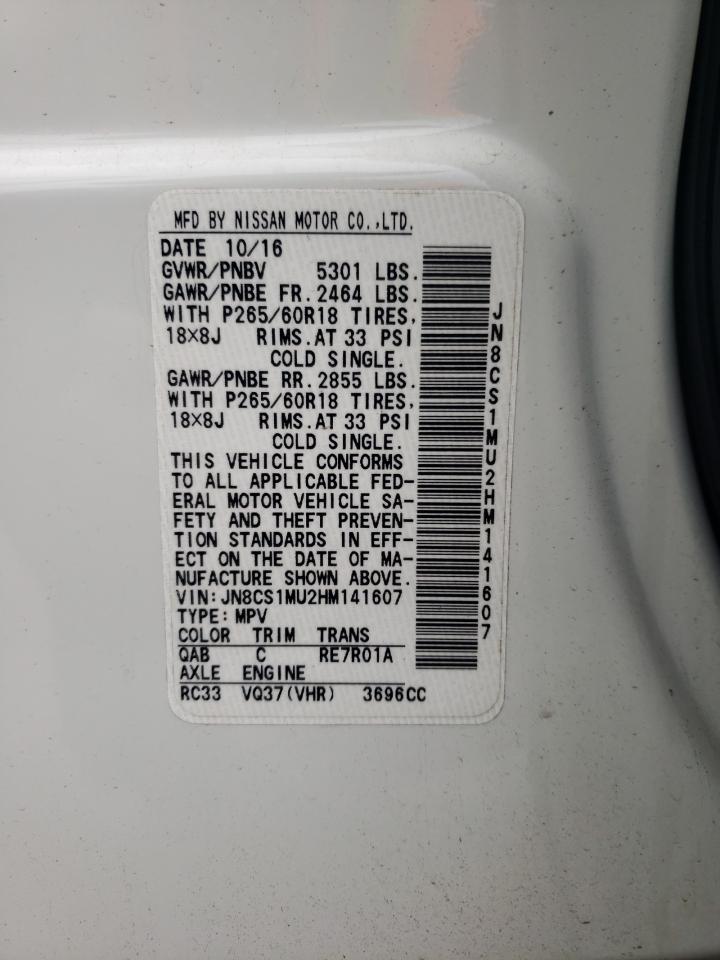 MFD BY NISSAN MOTOR CO.,LTD.
DATE 10/16
GVWR/PNBV 5301 LBS.
GAWR/PNBE FR. 2464 LBS.
WITH P265/60R18 TIRES,
18×8J RIMS.AT 33 PSI
COLD SINGLE.
GAWR/PNBE RR. 2855 LBS.
WITH P265/60R18 TIRES,
18×8J RIMS.AT 33 PSI
COLD SINGLE.
THIS VEHICLE CONFORMS
TO ALL APPLICABLE FED-
ERAL MOTOR VEHICLE SA-
FETY AND THEFT PREVEN-
TION STANDARDS IN EFF-
ECT ON THE DATE OF MA-
NUFACTURE SHOWN ABOVE.
VIN:JN8CS1MU2HM141607
TYPE:MPV
COLOR TRIM TRANS
QAB C RE7R01A
AXLE ENGINE
RC33 VQ37(VHR) 3696CC
JN8CS1MU2HM141607